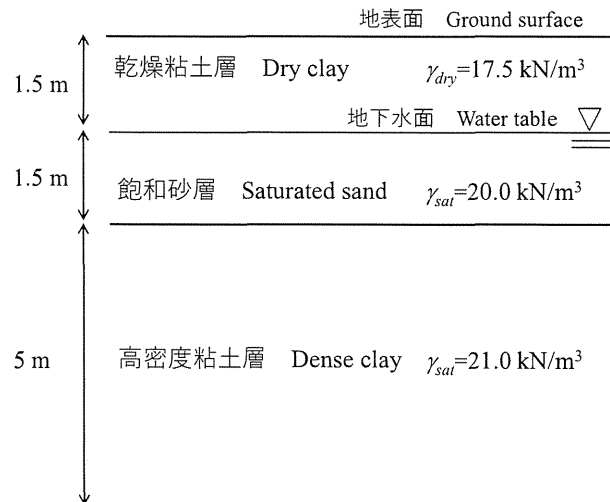 地表面 Ground surface
1.5 m
乾燥粘土層 Dry clay γdry=17.5 kN/m³
地下水面 Water table
1.5 m
飽和砂層 Saturated sand γsat=20.0 kN/m³
5 m
高密度粘土層 Dense clay γsat=21.0 kN/m³